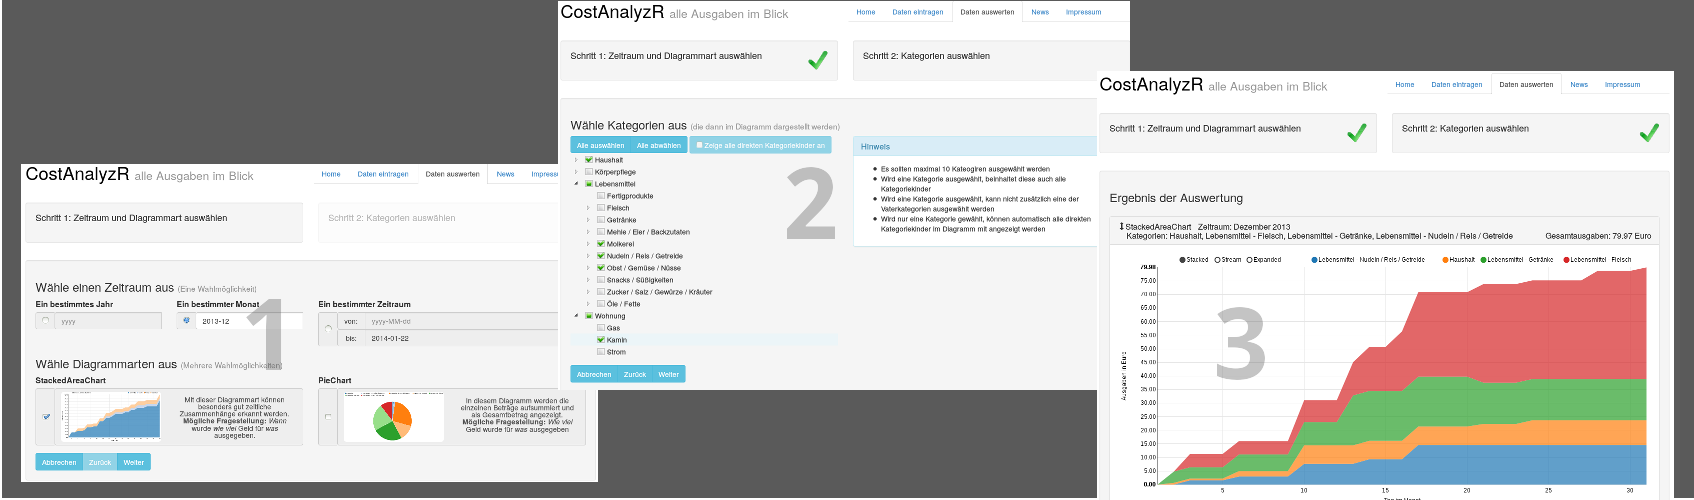 CostAnalyzR alle Ausgaben im Blick
Home Daten eintragen Daten auswerten News Impress
Schritt 1: Zeitraum und Diagrammart auswählen
Schritt 2: Kategorien auswählen
Wähle einen Zeitraum aus (Eine Wahlmöglichkeit)
Ein bestimmtes Jahr
Ein bestimmter Monat
Ein bestimmter Zeitraum
yyyy
2013-12
von: yyyy-MM-dd
bis: 2014-01-22
1
Wähle Diagrammarten aus (Mehrere Wahlmöglichkeiten)
StackedAreaChart
Mit dieser Diagrammart können
besonders gut zeitliche
Zusammenhänge erkannt werden.
Mögliche Fragestellung: Wann
wurde wie viel Geld für was
ausgegeben.
PieChart
In diesem Diagramm werden die
einzelnen Beträge aufsummiert und
als Gesamtbetrag angezeigt.
Mögliche Fragestellung: Wie viel
Geld wurde für was ausgegeben
Abbrechen Zurück Weiter
CostAnalyzR alle Ausgaben im Blick
Home Daten eintragen Daten auswerten News Impressum
Schritt 1: Zeitraum und Diagrammart auswählen
Schritt 2: Kategorien auswählen
Wähle Kategorien aus (die dann im Diagramm dargestellt werden)
Alle auswählen Alle abwählen Zeige alle direkten Kategoriekinder an
Haushalt
Körperpflege
Lebensmittel
Fertigprodukte
Fleisch
Getränke
Mehle / Eier / Backzutaten
Molkerei
Nudeln / Reis / Getreide
Obst / Gemüse / Nüsse
Snacks / Süßigkeiten
Zucker / Salz / Gewürze / Kräuter
Öle / Fette
Wohnung
Gas
Kamin
Strom
Abbrechen Zurück Weiter
2
Hinweis
Es sollten maximal 10 Kateogiren ausgewählt werden
Wird eine Kategorie ausgewählt, beinhaltet diese auch alle
Kategoriekinder
Wird eine Kategorie ausgewählt, kann nicht zusätzlich eine der
Vaterkategorien ausgewählt werden
Wird nur eine Kategorie gewählt, können automatisch alle direkten
Kategoriekinder im Diagramm mit angezeigt werden
CostAnalyzR alle Ausgaben im Blick
Home Daten eintragen Daten auswerten News Impressum
Schritt 1: Zeitraum und Diagrammart auswählen
Schritt 2: Kategorien auswählen
Ergebnis der Auswertung
StackedAreaChart Zeitraum: Dezember 2013
Kategorien: Haushalt, Lebensmittel - Fleisch, Lebensmittel - Getränke, Lebensmittel - Nudeln / Reis / Getreide
Gesamtausgaben: 79.97 Euro
Stacked Stream Expanded
Lebensmittel - Nudeln / Reis / Getreide Haushalt Lebensmittel - Getränke Lebensmittel - Fleisch
Ausgaben in Euro
79.98
75.00
70.00
65.00
60.00
55.00
50.00
45.00
40.00
35.00
30.00
25.00
20.00
15.00
10.00
5.00
0.00
5 10 15 20 25 30
3